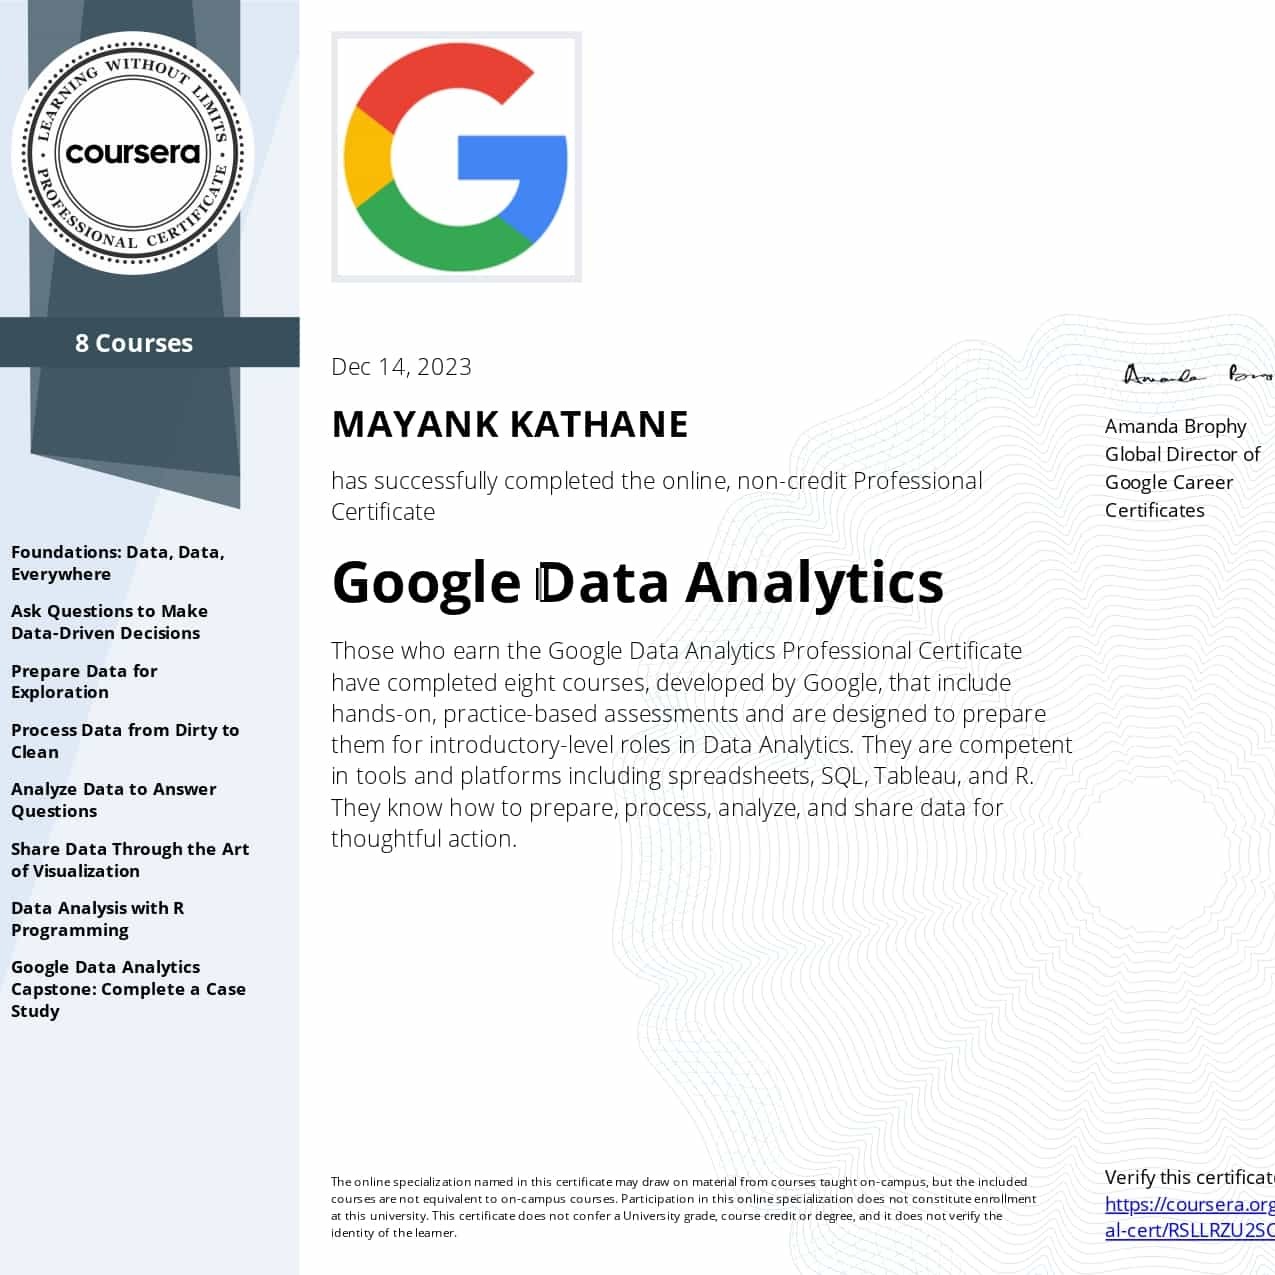 LEARNING WITHOUT LIMITS
coursera
PROFESSIONAL CERTIFICATE
8 Courses
Foundations: Data, Data,
Everywhere
Ask Questions to Make
Data-Driven Decisions
Prepare Data for
Exploration
Process Data from Dirty to
Clean
Analyze Data to Answer
Questions
Share Data Through the Art
of Visualization
Data Analysis with R
Programming
Google Data Analytics
Capstone: Complete a Case
Study
Dec 14, 2023
MAYANK KATHANE
has successfully completed the online, non-credit Professional
Certificate
Google Data Analytics
Those who earn the Google Data Analytics Professional Certificate
have completed eight courses, developed by Google, that include
hands-on, practice-based assessments and are designed to prepare
them for introductory-level roles in Data Analytics. They are competent
in tools and platforms including spreadsheets, SQL, Tableau, and R.
They know how to prepare, process, analyze, and share data for
thoughtful action.
Amanda
Amanda Brophy
Global Director of
Google Career
Certificates
The online specialization named in this certificate may draw on material from courses taught on-campus, but the included
courses are not equivalent to on-campus courses. Participation in this online specialization does not constitute enrollment
at this university. This certificate does not confer a University grade, course credit or degree, and it does not verify the
identity of the learner.
Verify this certificat
https://coursera.org
al-cert/RSLLRZU2SC